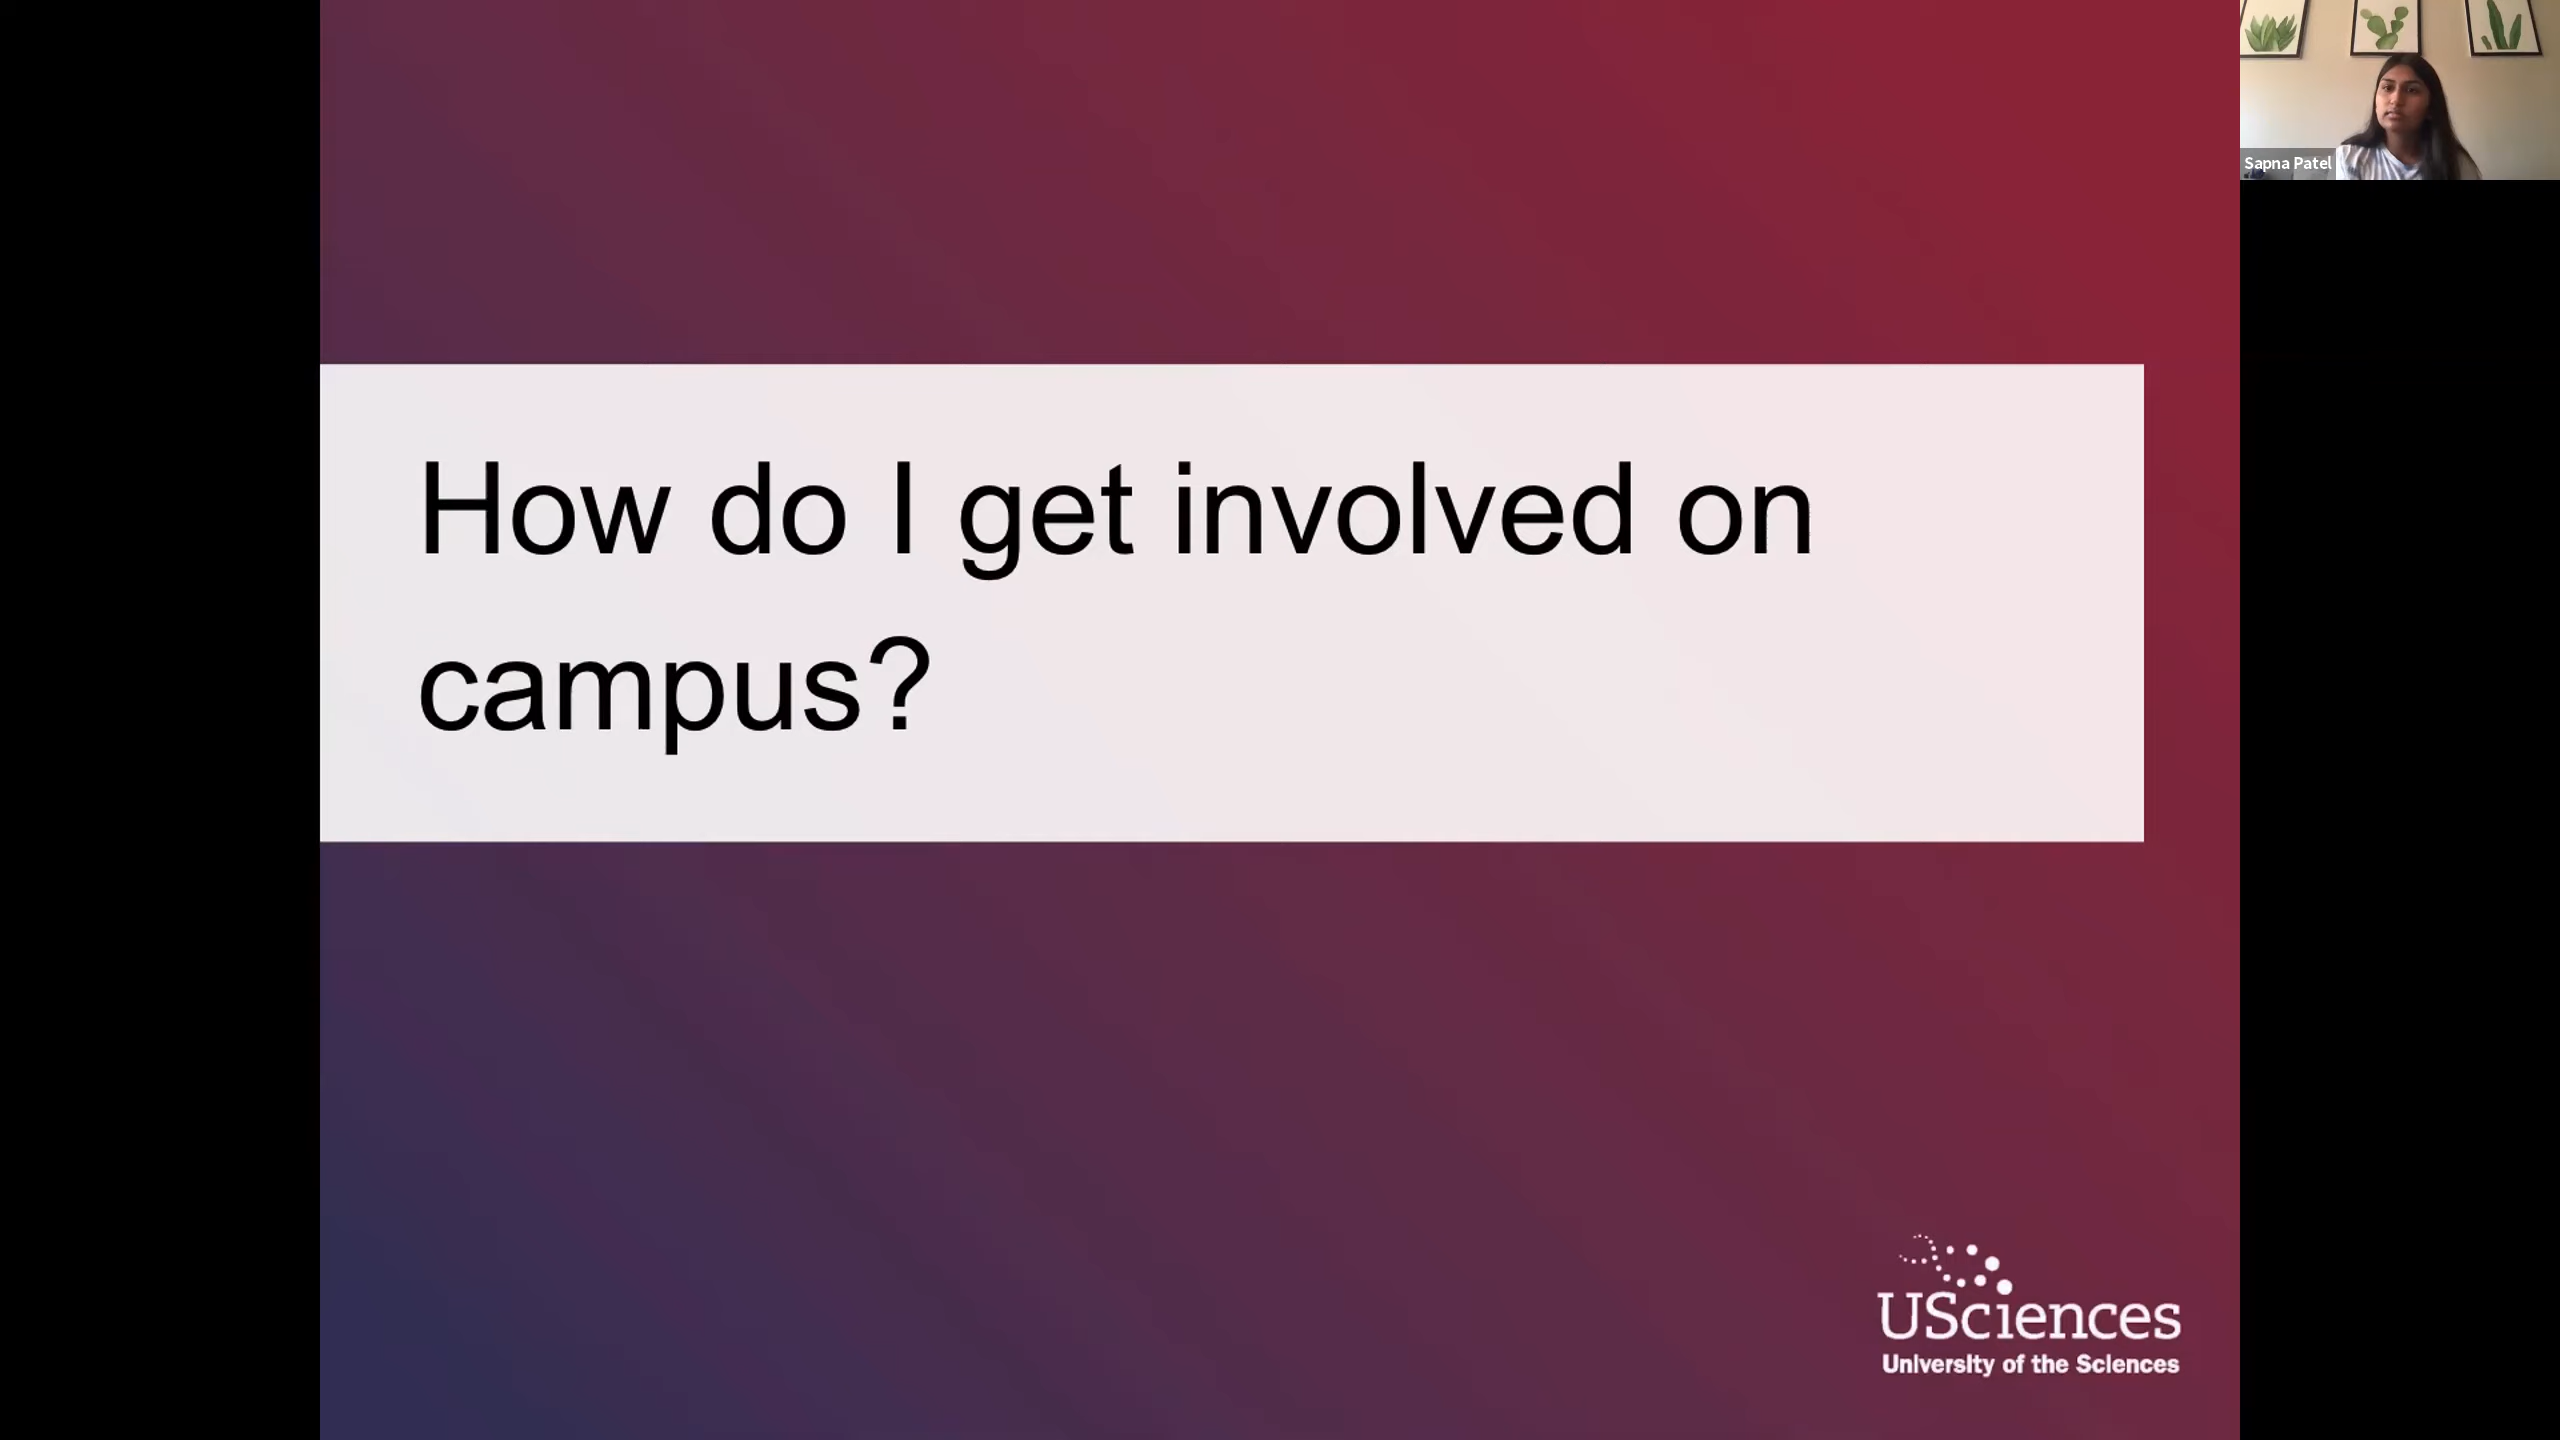 Sapna Patel
How do I get involved on
campus?
USciences
University of the Sciences